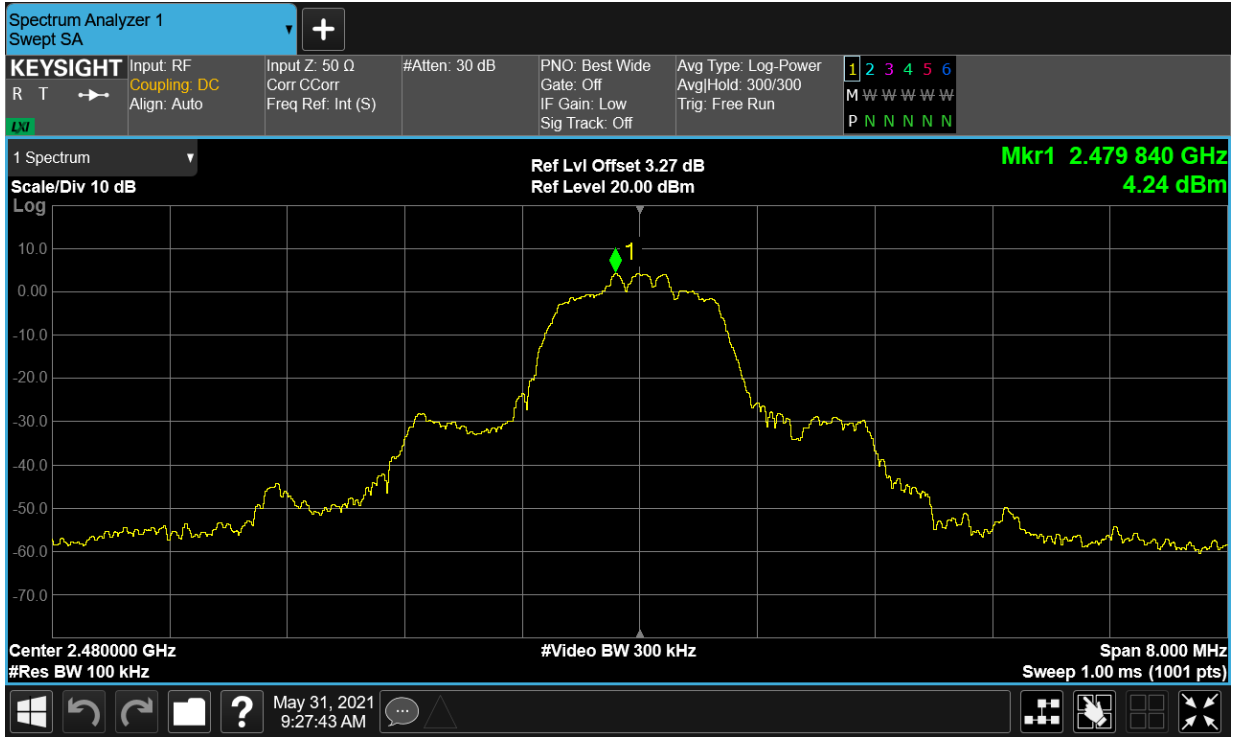 Spectrum Analyzer 1
Swept SA
+
KEYSIGHT Input: RF Input Z: 50 Ω #Atten: 30 dB PNO: Best Wide Avg Type: Log-Power 1 2 3 4 5 6
R T Coupling: DC Corr CCorr Gate: Off Avg|Hold: 300/300 M W W W W W
Align: Auto Freq Ref: Int (S) IF Gain: Low Trig: Free Run
LXI Sig Track: Off P N N N N N
1 Spectrum Ref Lvl Offset 3.27 dB Mkr1 2.479 840 GHz
Scale/Div 10 dB Ref Level 20.00 dBm 4.24 dBm
Log
1
10.0
0.00
-10.0
-20.0
-30.0
-40.0
-50.0
-60.0
-70.0
Center 2.480000 GHz #Video BW 300 kHz Span 8.000 MHz
#Res BW 100 kHz Sweep 1.00 ms (1001 pts)
? May 31, 2021
9:27:43 AM